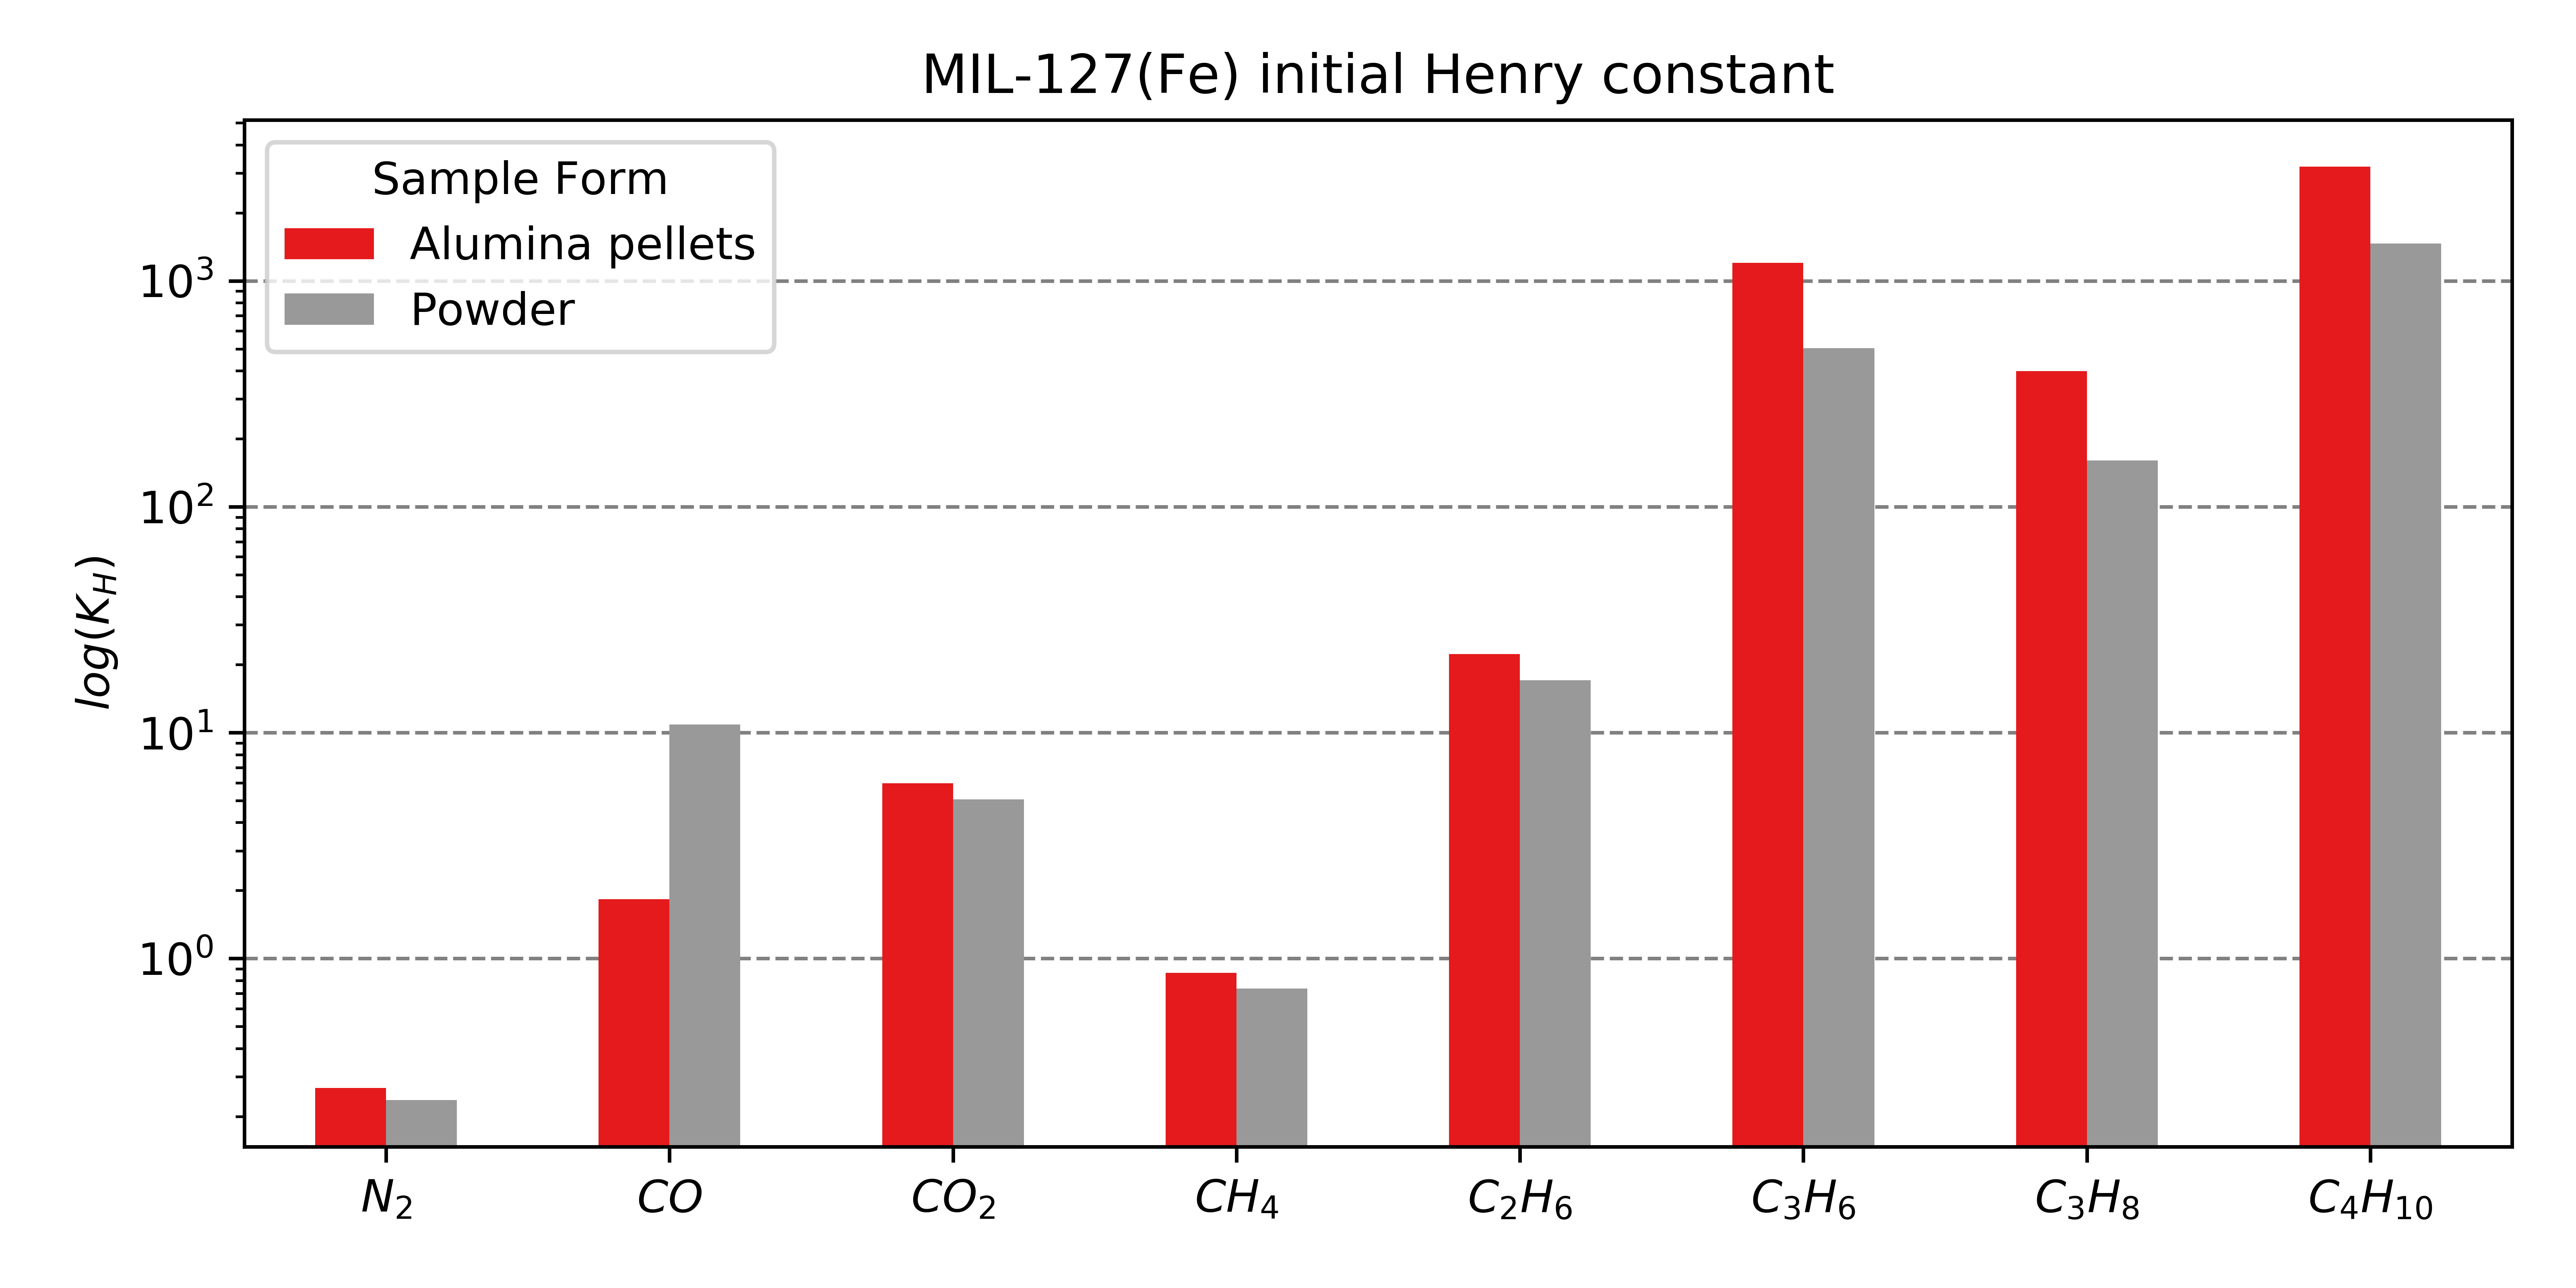 MIL-127(Fe) initial Henry constant
Sample Form
Alumina pellets
Powder
log(K_H)
10³
10²
10¹
10⁰
N₂ CO CO₂ CH₄ C₂H₆ C₃H₆ C₃H₈ C₄H₁₀